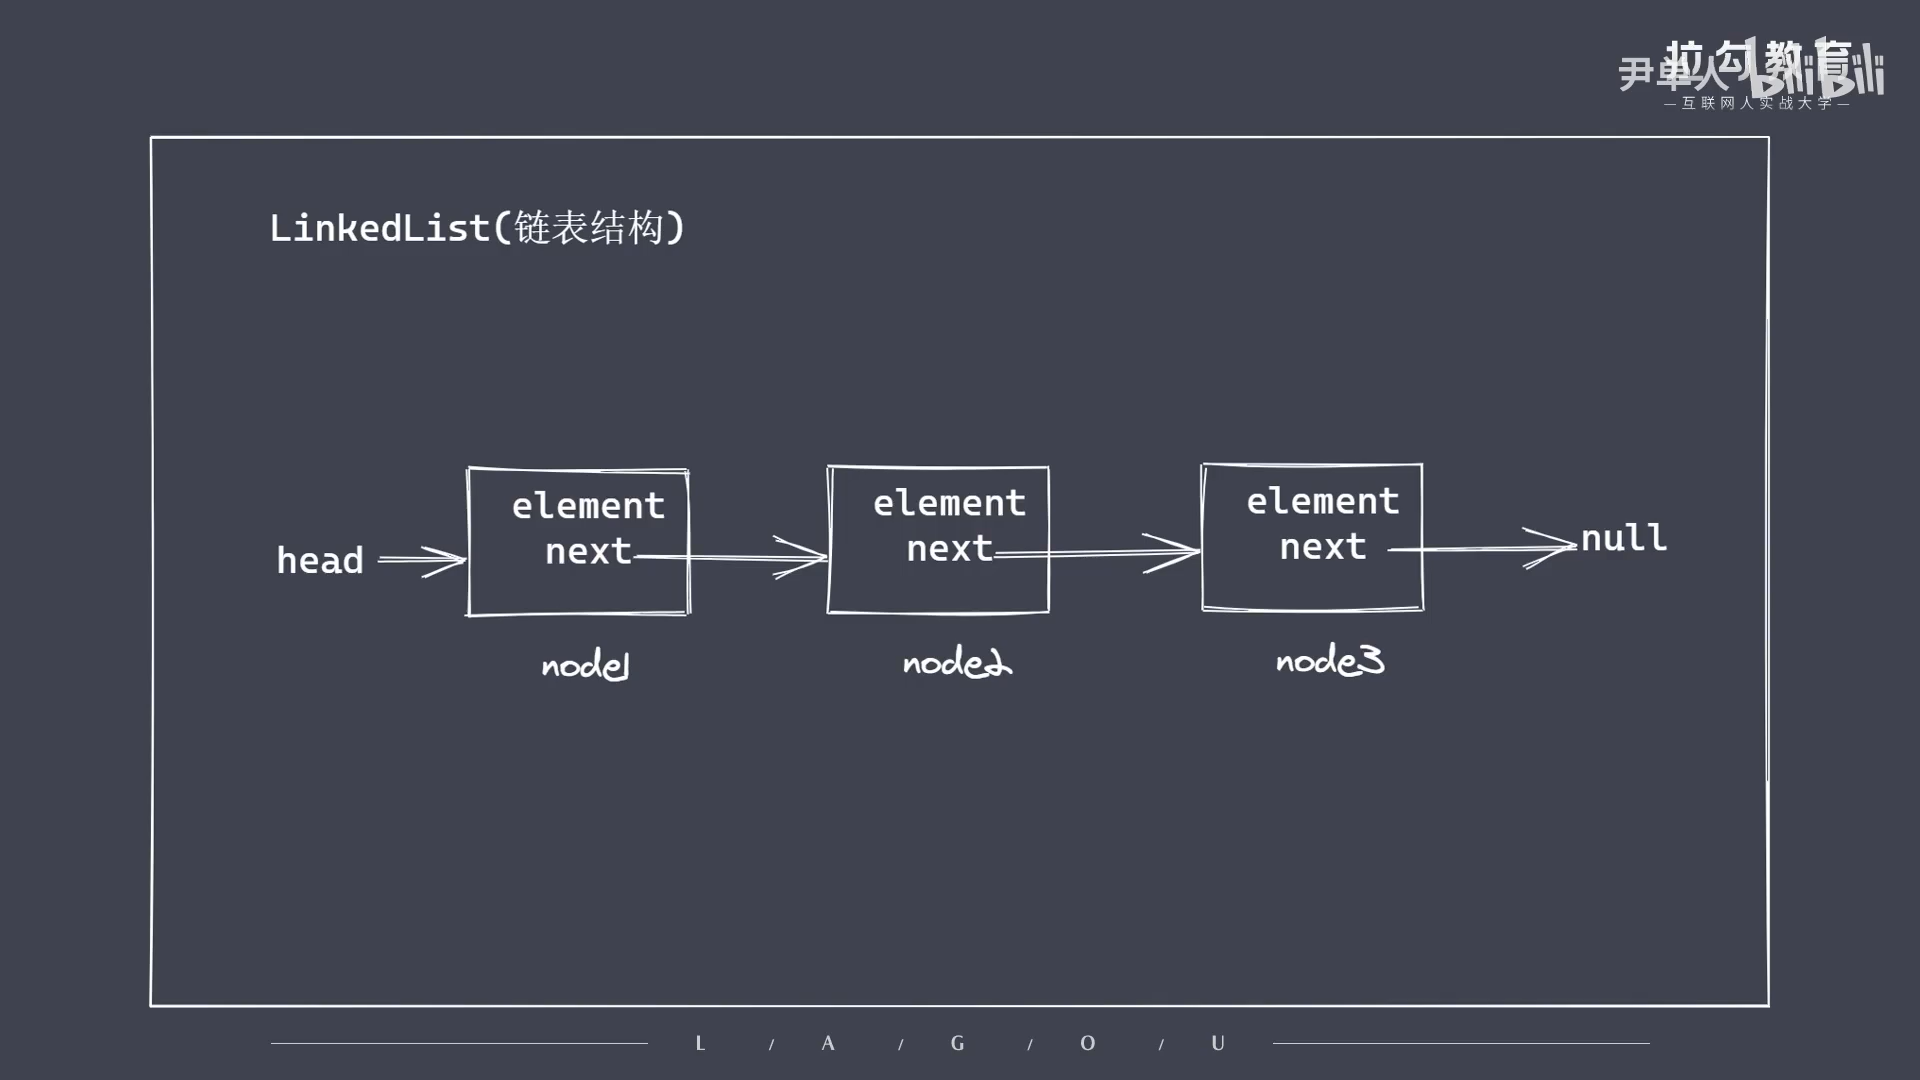 拉勾教育
尹单人
bilibili
—互联网人实战大学—
LinkedList(链表结构)
head
element
next
node1
element
next
node2
element
next
node3
null
L / A / G / O / U